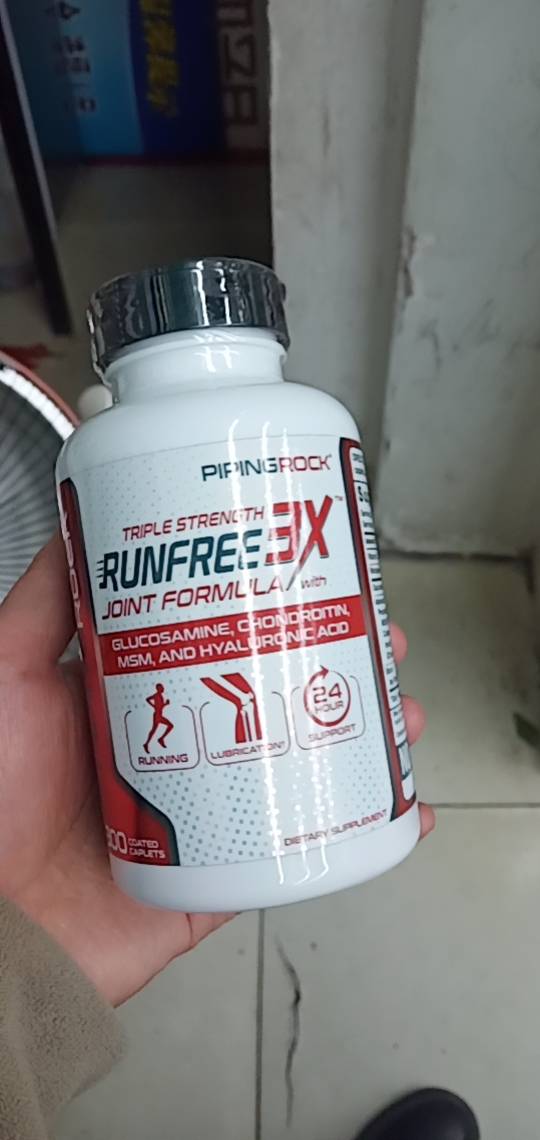 PIPINGROCK®
TRIPLE STRENGTH
RUNFREE 3X™
JOINT FORMULA with
GLUCOSAMINE, CHONDROITIN,
MSM, AND HYALURONIC ACID
RUNNING
LUBRICATION
24
HOUR
SUPPORT
COATED
CAPLETS
DIETARY SUPPLEMENT